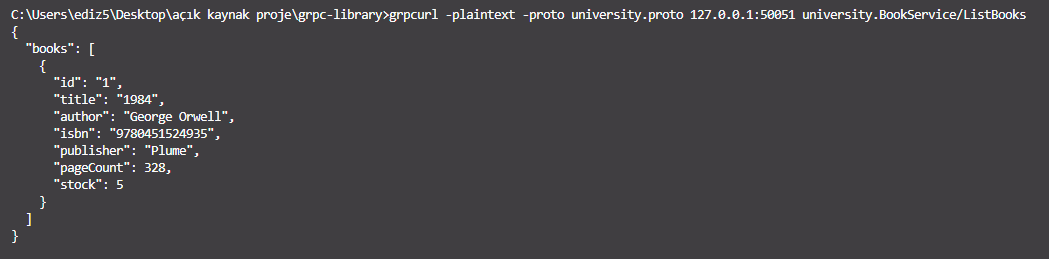 C:\Users\ediz5\Desktop\açık kaynak proje\grpc-library>grpcurl -plaintext -proto university.proto 127.0.0.1:50051 university.BookService/ListBooks
{
  "books": [
    {
      "id": "1",
      "title": "1984",
      "author": "George Orwell",
      "isbn": "9780451524935",
      "publisher": "Plume",
      "pageCount": 328,
      "stock": 5
    }
  ]
}